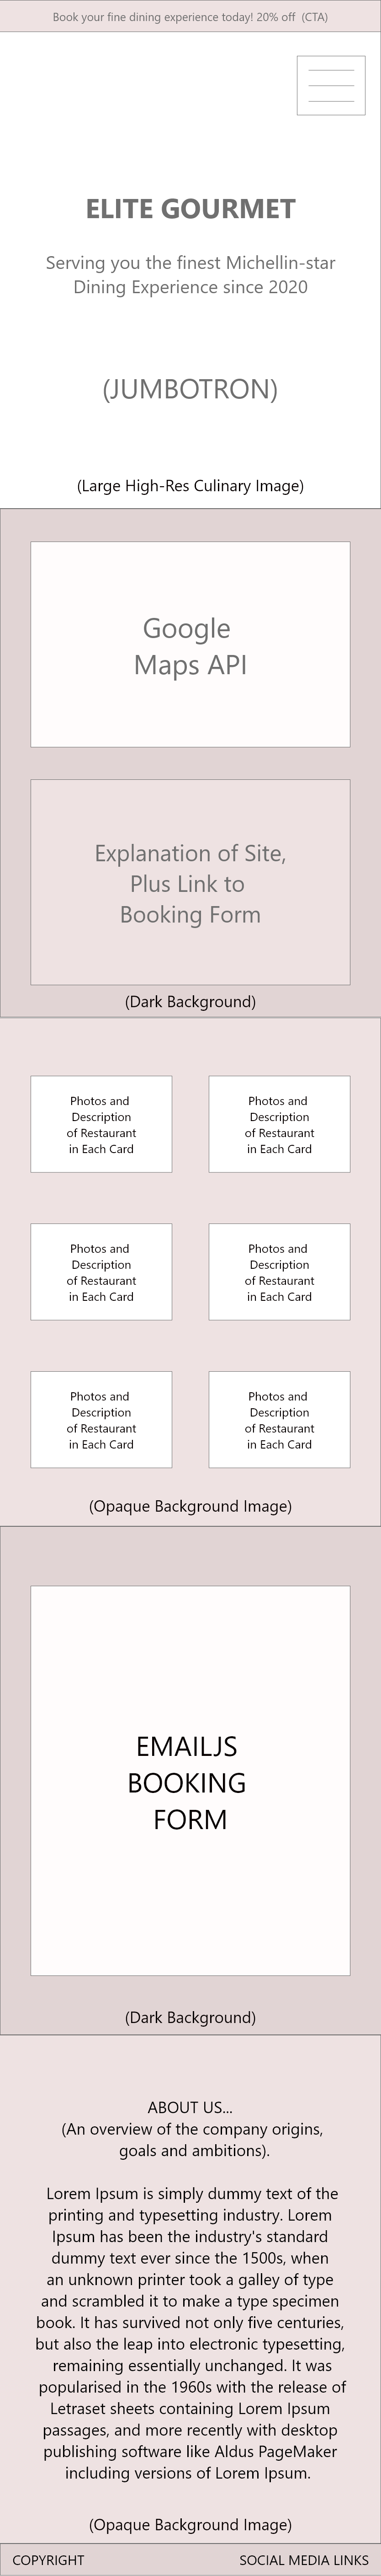 Book your fine dining experience today! 20% off (CTA)
ELITE GOURMET
Serving you the finest Michellin-star
Dining Experience since 2020
(JUMBOTRON)
(Large High-Res Culinary Image)
Google
Maps API
Explanation of Site,
Plus Link to
Booking Form
(Dark Background)
Photos and
Description
of Restaurant
in Each Card
Photos and
Description
of Restaurant
in Each Card
Photos and
Description
of Restaurant
in Each Card
Photos and
Description
of Restaurant
in Each Card
Photos and
Description
of Restaurant
in Each Card
Photos and
Description
of Restaurant
in Each Card
(Opaque Background Image)
EMAILJS
BOOKING
FORM
(Dark Background)
ABOUT US...
(An overview of the company origins,
goals and ambitions).
Lorem Ipsum is simply dummy text of the
printing and typesetting industry. Lorem
Ipsum has been the industry's standard
dummy text ever since the 1500s, when
an unknown printer took a galley of type
and scrambled it to make a type specimen
book. It has survived not only five centuries,
but also the leap into electronic typesetting,
remaining essentially unchanged. It was
popularised in the 1960s with the release of
Letraset sheets containing Lorem Ipsum
passages, and more recently with desktop
publishing software like Aldus PageMaker
including versions of Lorem Ipsum.
(Opaque Background Image)
COPYRIGHT
SOCIAL MEDIA LINKS